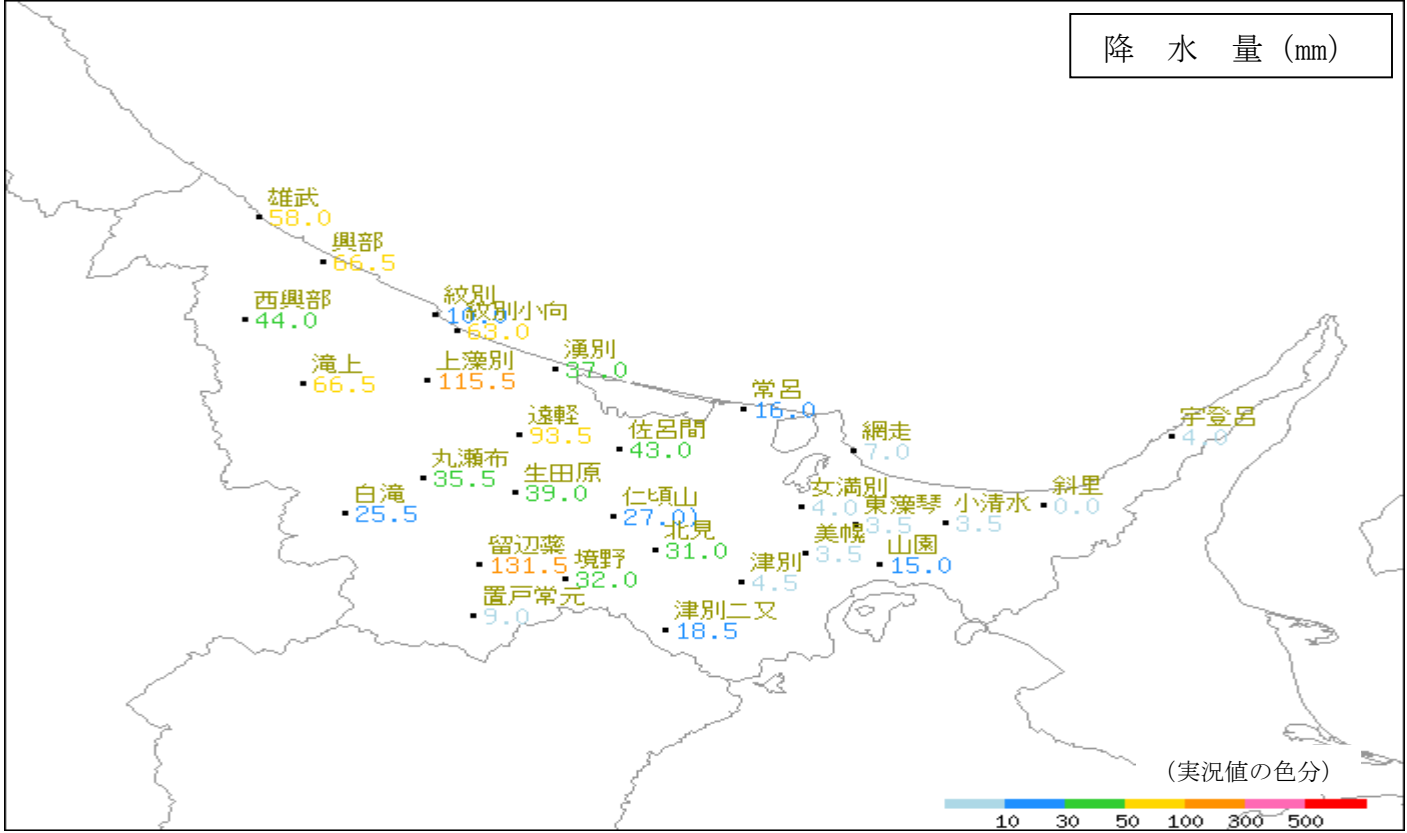 降 水 量 (mm)
雄武
58.0
興部
66.5
西興部
44.0
紋別
10.0
紋別小向
63.0
滝上
66.5
上藻別
115.5
湧別
37.0
常呂
16.0
遠軽
93.5
佐呂間
43.0
網走
7.0
宇登呂
4.0
丸瀬布
35.5
生田原
39.0
白滝
25.5
仁頃山
27.0)
女満別
4.0
東藻琴
3.5
小清水
3.5
斜里
0.0
北見
31.0
美幌
3.5
山園
15.0
留辺蘂
131.5
境野
32.0
津別
4.5
置戸常元
9.0
津別二又
18.5
(実況値の色分)
10 30 50 100 300 500